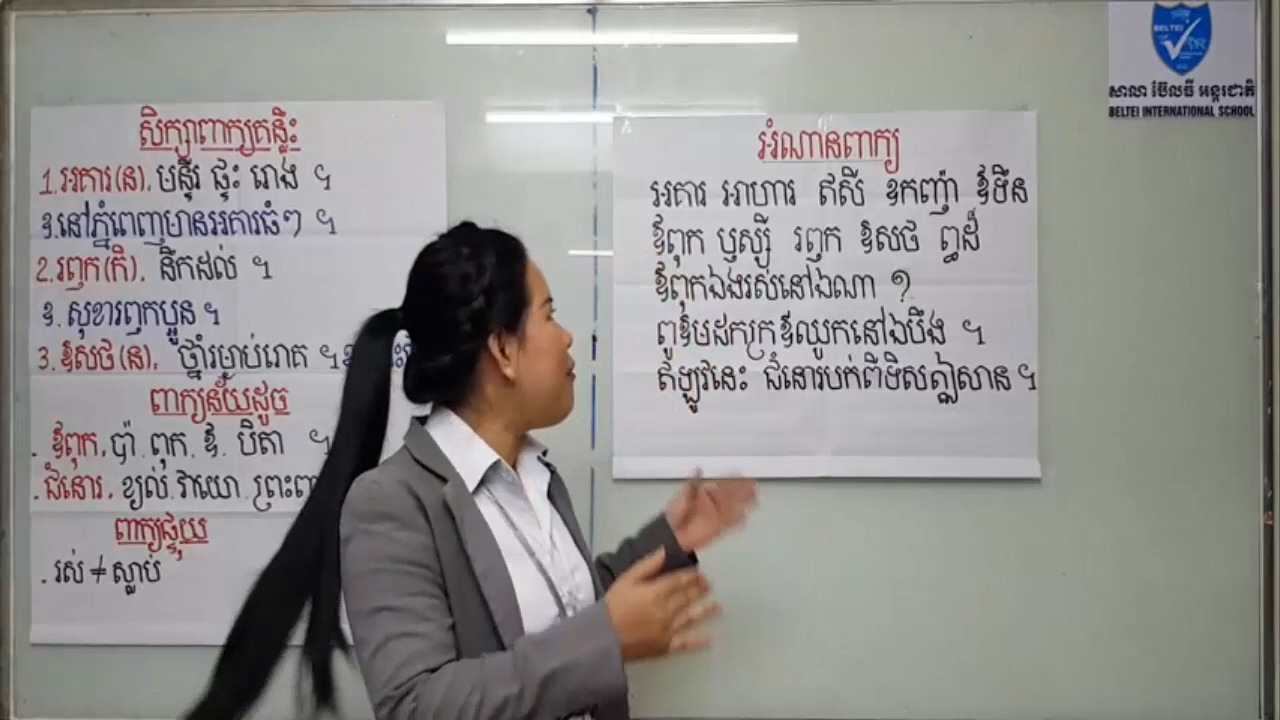 សិក្សាពាក្យគន្លឹះ
1.អគារ(ន). មន្ទីរ ផ្ទះ រោង ។
ឧ.នៅភ្នំពេញមានអគារធំៗ ។
2.រឭក(កិ). នឹកដល់ ។
ឧ. សុខារឭកប្អូន ។
3. ឱសថ(ន). ថ្នាំរម្ងាប់រោគ ។
ពាក្យន័យដូច
. ឪពុក. ប៉ា . ពុក . ឪ . បិតា ។
. ជំនោរ. ខ្យល់ . វាយោ .
ពាក្យផ្ទុយ
. រស់ ≠ ស្លាប់
អំណានពាក្យ
អគារ អាហារ ឥសី ឧកញ៉ា ឪទឹន
ឪពុក ឫស្សី រឭក ឱសថ ឰដ៏
ឪពុកឯងរស់នៅឯណា ?
ពូឱមដកក្រឪឈូកនៅឯបឹង ។
ឥឡូវនេះ ជំនោរបក់ពីទិសឦសាន ។
សាលា ប៊ែលធី អន្តរជាតិ
BELTEI INTERNATIONAL SCHOOL